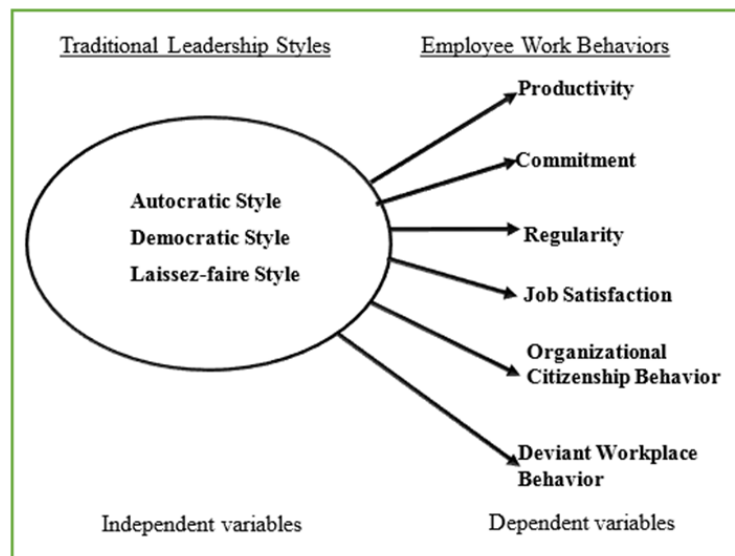 Traditional Leadership Styles
Employee Work Behaviors
Autocratic Style
Democratic Style
Laissez-faire Style
Productivity
Commitment
Regularity
Job Satisfaction
Organizational
Citizenship Behavior
Deviant Workplace
Behavior
Independent variables
Dependent variables